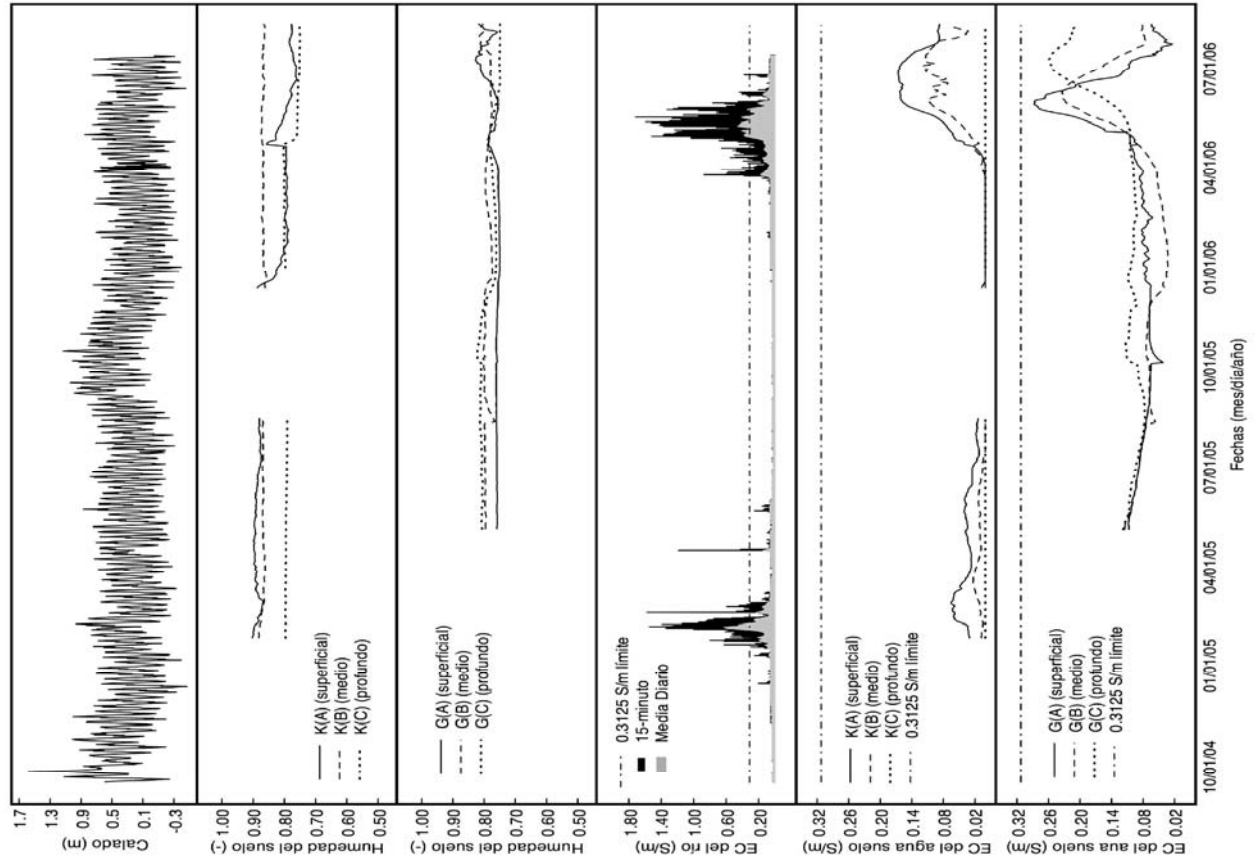 1.7
1.3
0.9
0.5
0.1
-0.3
Calado (m)
1.00
0.90
0.80
0.70
0.60
0.50
Humedad del suelo (-)
K(A) (superficial)
K(B) (medio)
K(C) (profundo)
1.00
0.90
0.80
0.70
0.60
0.50
Humedad del suelo (-)
G(A) (superficial)
G(B) (medio)
G(C) (profundo)
1.80
1.40
1.00
0.60
0.20
EC del río (S/m)
0.3125 S/m límite
15-minuto
Media Diario
0.32
0.26
0.20
0.14
0.08
0.02
EC del agua suelo (S/m)
K(A) (superficial)
K(B) (medio)
K(C) (profundo)
0.3125 S/m límite
0.32
0.26
0.20
0.14
0.08
0.02
EC del aua suelo (S/m)
G(A) (superficial)
G(B) (medio)
G(C) (profundo)
0.3125 S/m límite
10/01/04
01/01/05
04/01/05
07/01/05
10/01/05
01/01/06
04/01/06
07/01/06
Fechas (mes/día/año)